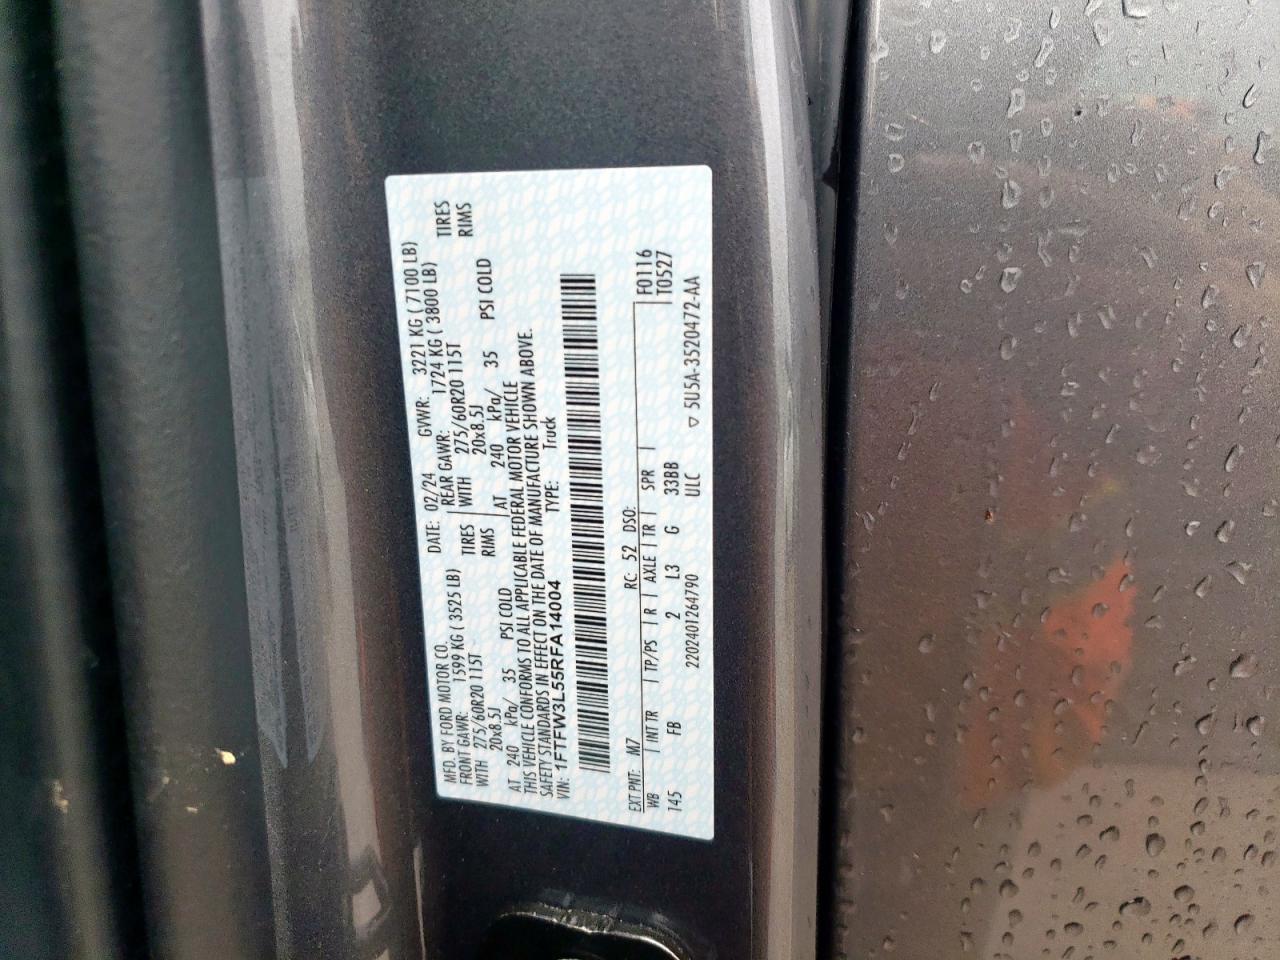 MFD. BY FORD MOTOR CO. DATE: 02/24 GVWR: 3221 KG ( 7100 LB)
FRONT GAWR: 1599 KG ( 3525 LB) REAR GAWR: 1724 KG ( 3800 LB)
WITH 275/60R20 115T TIRES WITH 275/60R20 115T TIRES
20x8.5J RIMS 20x8.5J RIMS
AT 240 kPa/ 35 PSI COLD AT 240 kPa/ 35 PSI COLD
THIS VEHICLE CONFORMS TO ALL APPLICABLE FEDERAL MOTOR VEHICLE
SAFETY STANDARDS IN EFFECT ON THE DATE OF MANUFACTURE SHOWN ABOVE.
VIN: 1FTFW3L55RFA14004 TYPE: Truck
EXT PNT: M7 RC: 52 DSO: F0116
WB | INT TR | TP/PS | R | AXLE | TR | SPR | T0527
145 FB 2 L3 G 33BB
2202401264790 ULC ▽ 5U5A-3520472-AA